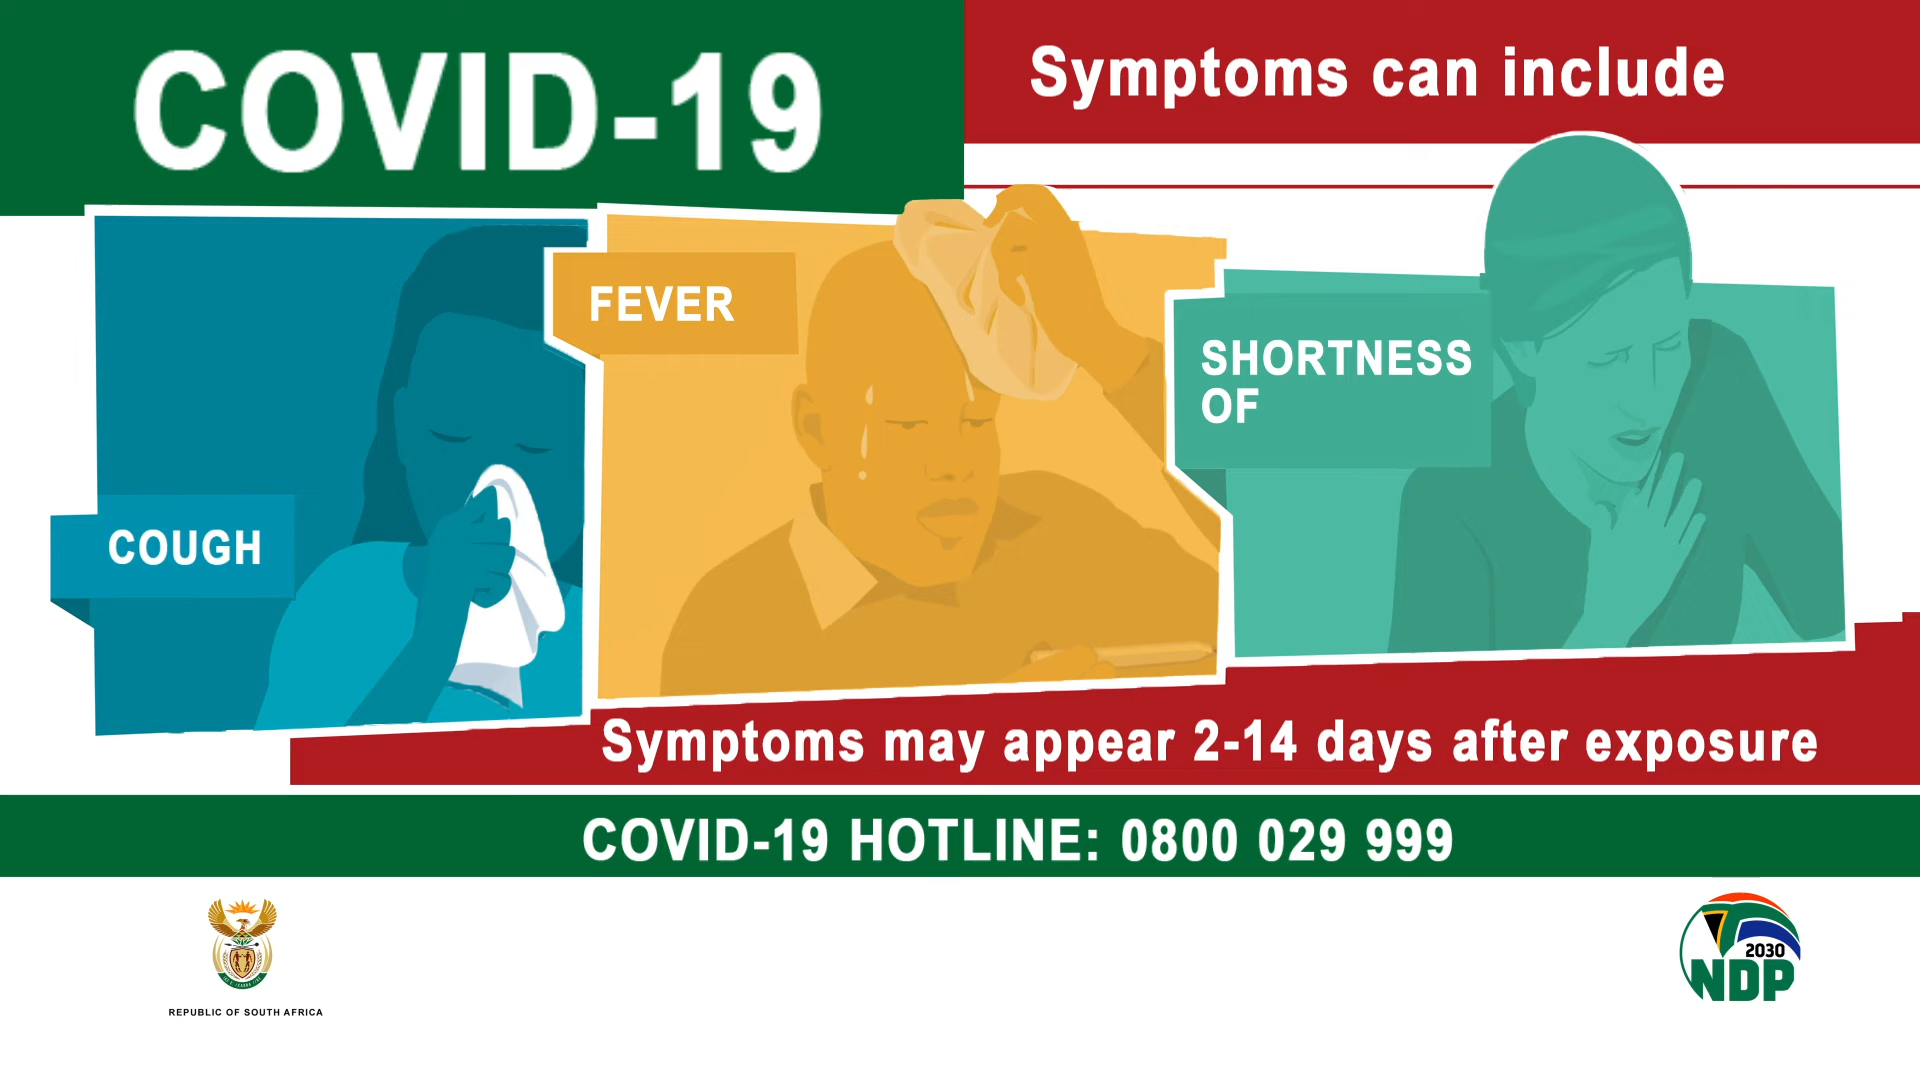 COVID-19
Symptoms can include
FEVER
SHORTNESS
OF
COUGH
Symptoms may appear 2-14 days after exposure
COVID-19 HOTLINE: 0800 029 999
2030
NDP
REPUBLIC OF SOUTH AFRICA